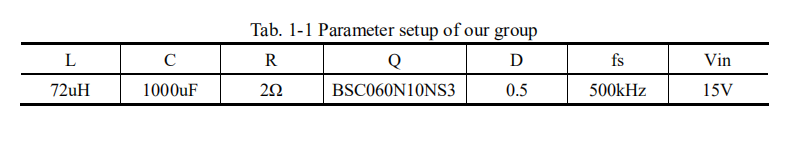 Tab. 1-1 Parameter setup of our group
L C R Q D fs Vin
72uH 1000uF 2Ω BSC060N10NS3 0.5 500kHz 15V